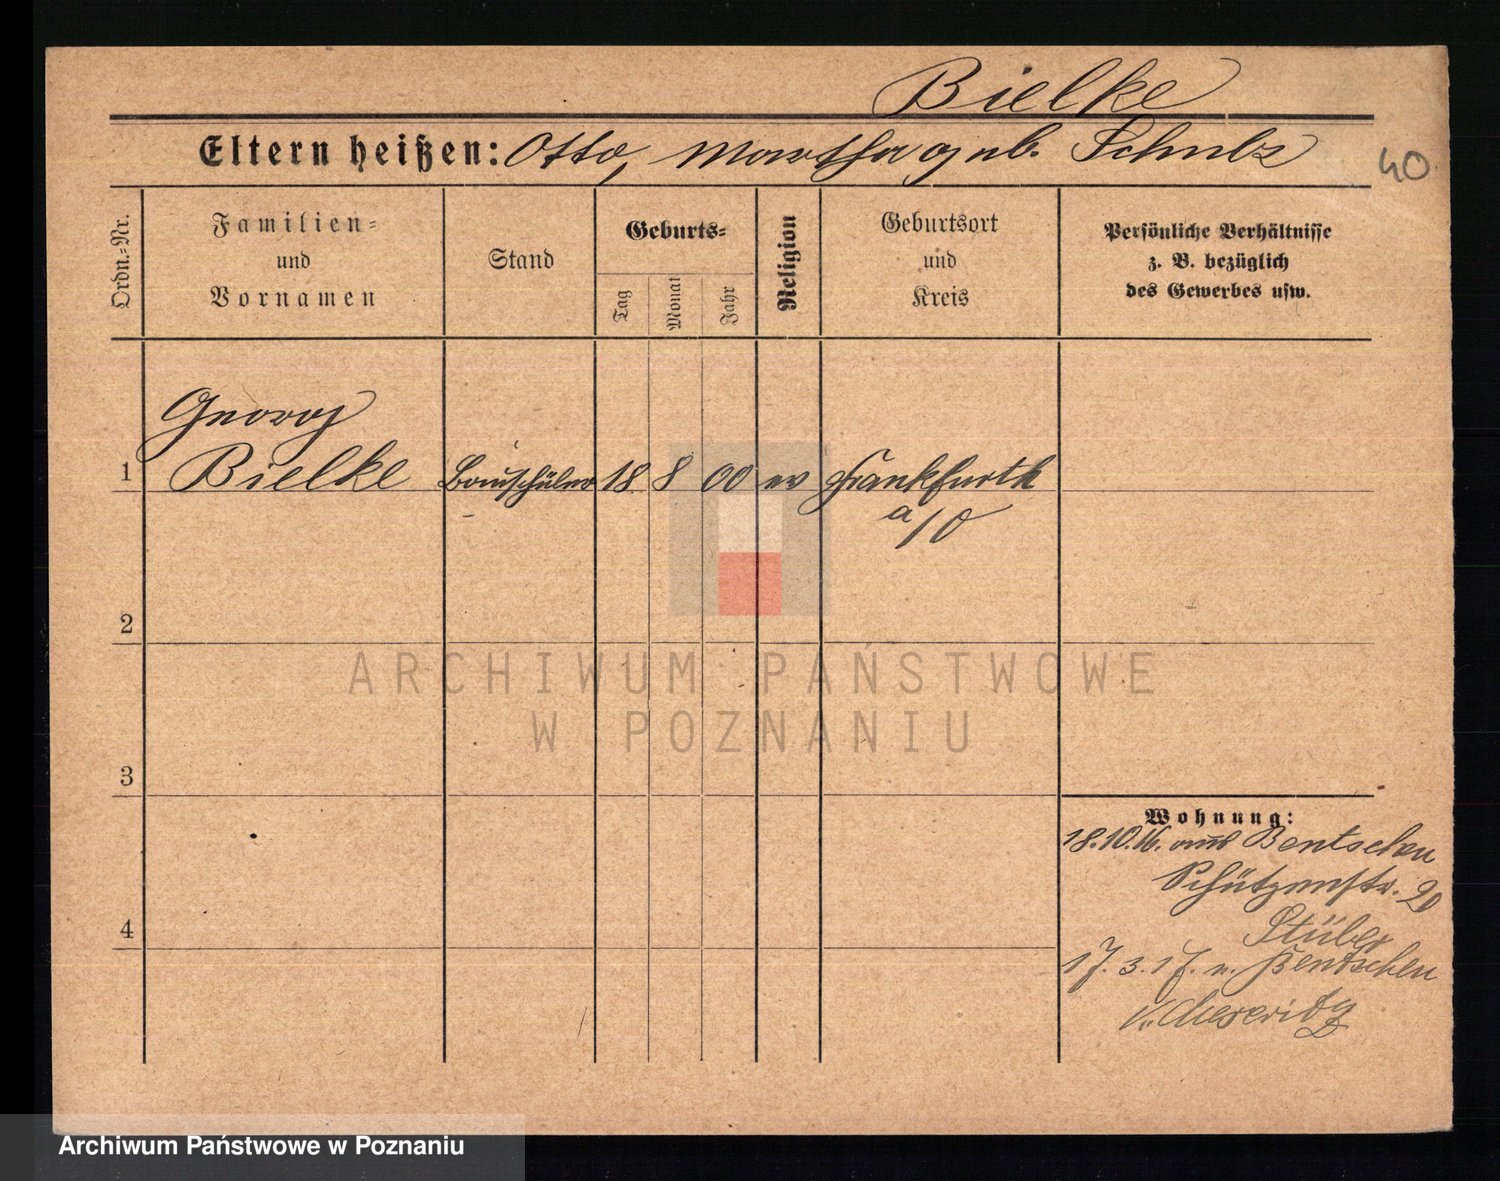 Bielke
Eltern heißen: Otto, Martha geb. Schulz
40
Ordn.-Nr.
Familien-
und
Vornamen
Stand
Geburts-
Tag
Monat
Jahr
Religion
Geburtsort
und
Kreis
Persönliche Verhältnisse
z. B. bezüglich
des Gewerbes usw.
Georg
1 Bielke Bauschüler 18 8 00 ev Frankfurth
a/O
2
ARCHIWUM PAŃSTWOWE
W POZNANIU
3
Wohnung:
18.10.16. aus Bentschen
Schützenstr. 20
Stüber
4
17.3.17. n. Bentschen
Kr. Meseritz
Archiwum Państwowe w Poznaniu